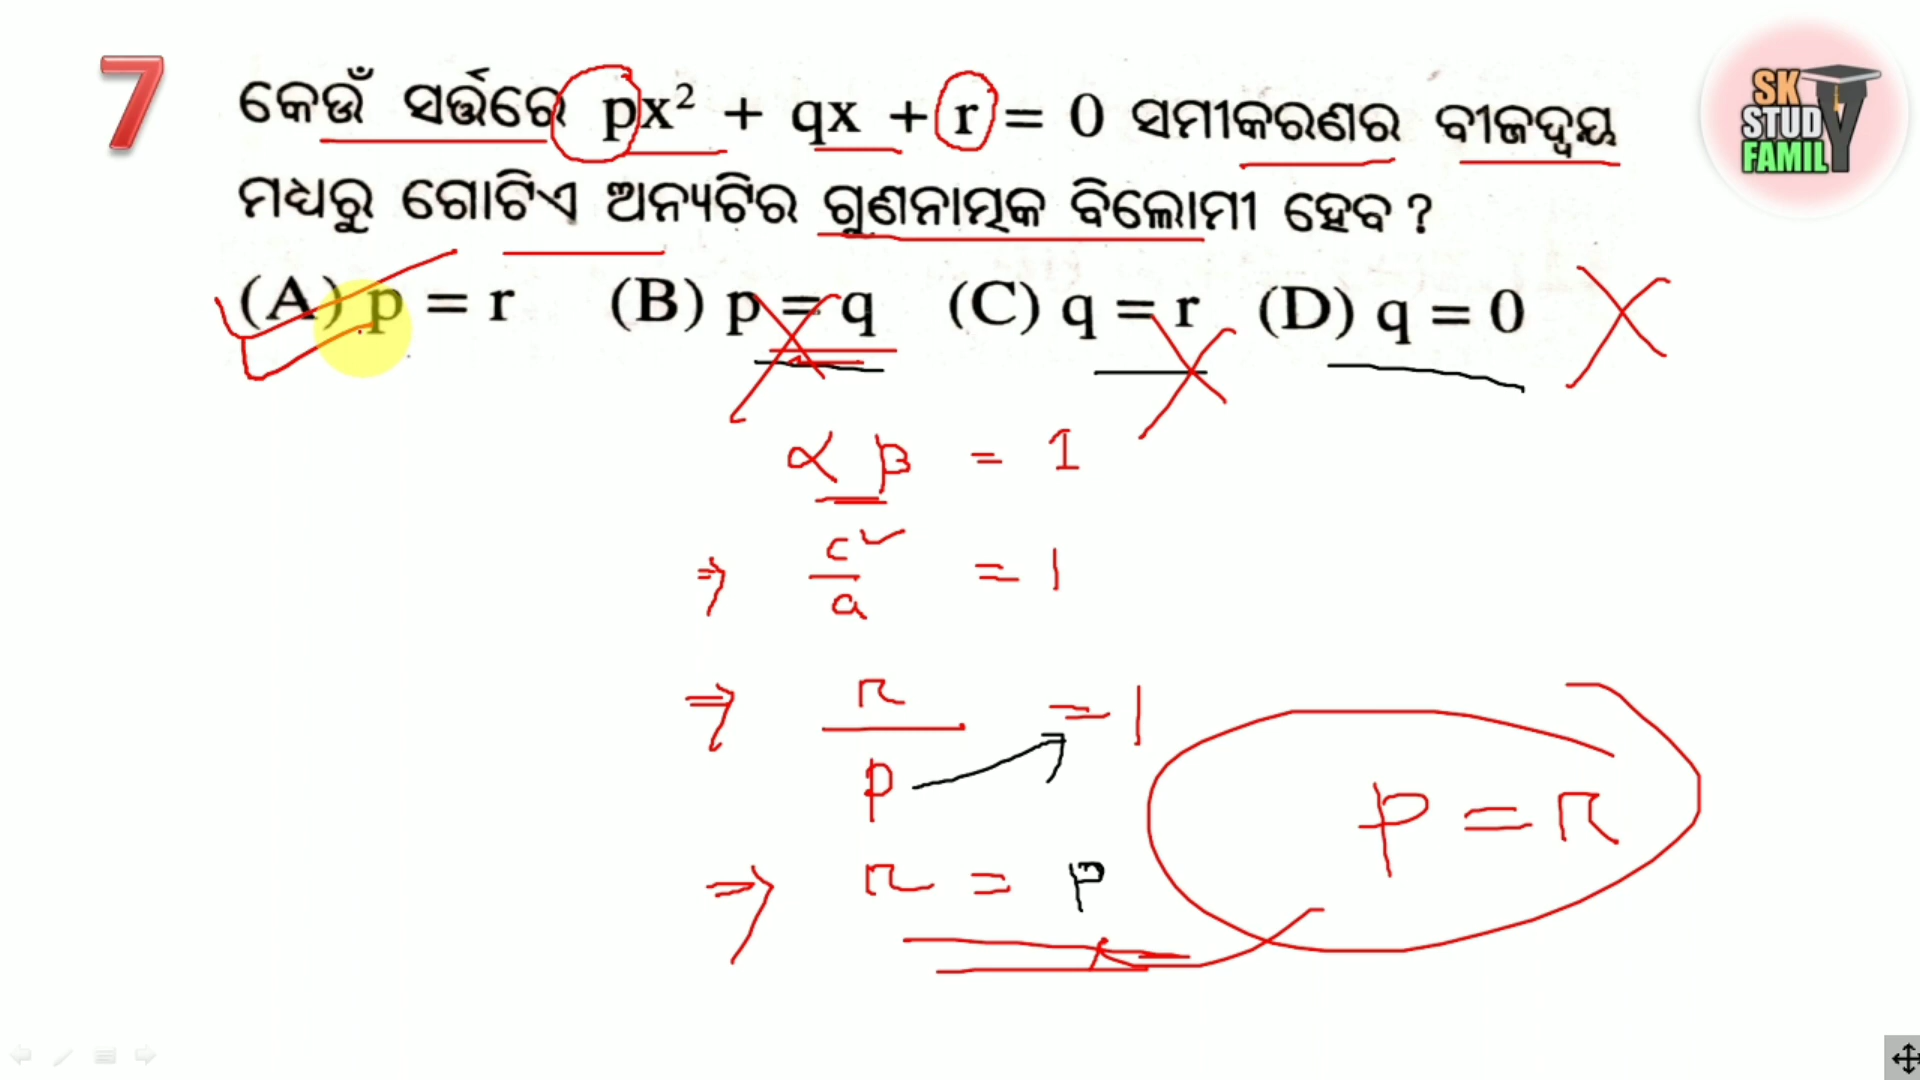 7
କେଉଁ ସର୍ତ୍ତରେ px² + qx + r = 0 ସମୀକରଣର ବୀଜଦ୍ୱୟ
ମଧ୍ୟରୁ ଗୋଟିଏ ଅନ୍ୟଟିର ଗୁଣନାତ୍ମକ ବିଲୋମୀ ହେବ ?
(A) p = r (B) p = q (C) q = r (D) q = 0
SK
STUDY
FAMILY
α β = 1
⇒ c/a = 1
⇒ r/p = 1
p = r
⇒ r = p